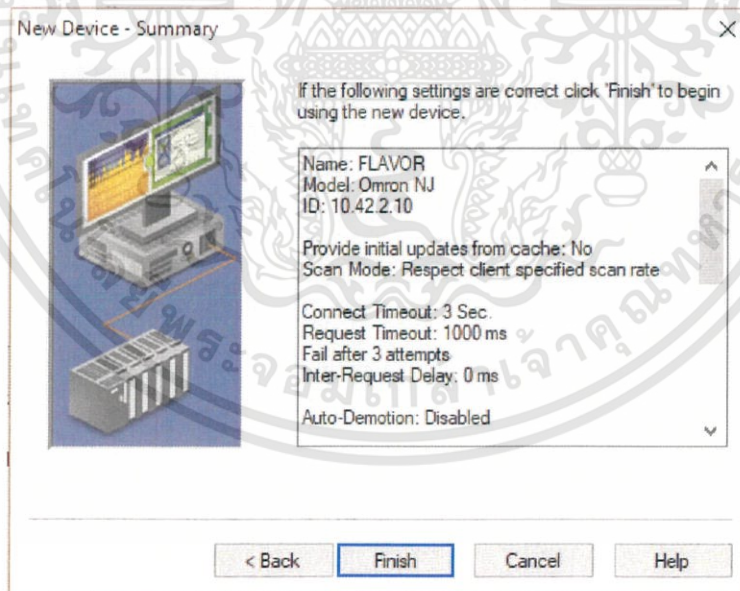 New Device - Summary
If the following settings are correct click 'Finish' to begin
using the new device.
Name: FLAVOR
Model: Omron NJ
ID: 10.42.2.10
Provide initial updates from cache: No
Scan Mode: Respect client specified scan rate
Connect Timeout: 3 Sec.
Request Timeout: 1000 ms
Fail after 3 attempts
Inter-Request Delay: 0 ms
Auto-Demotion: Disabled
< Back
Finish
Cancel
Help